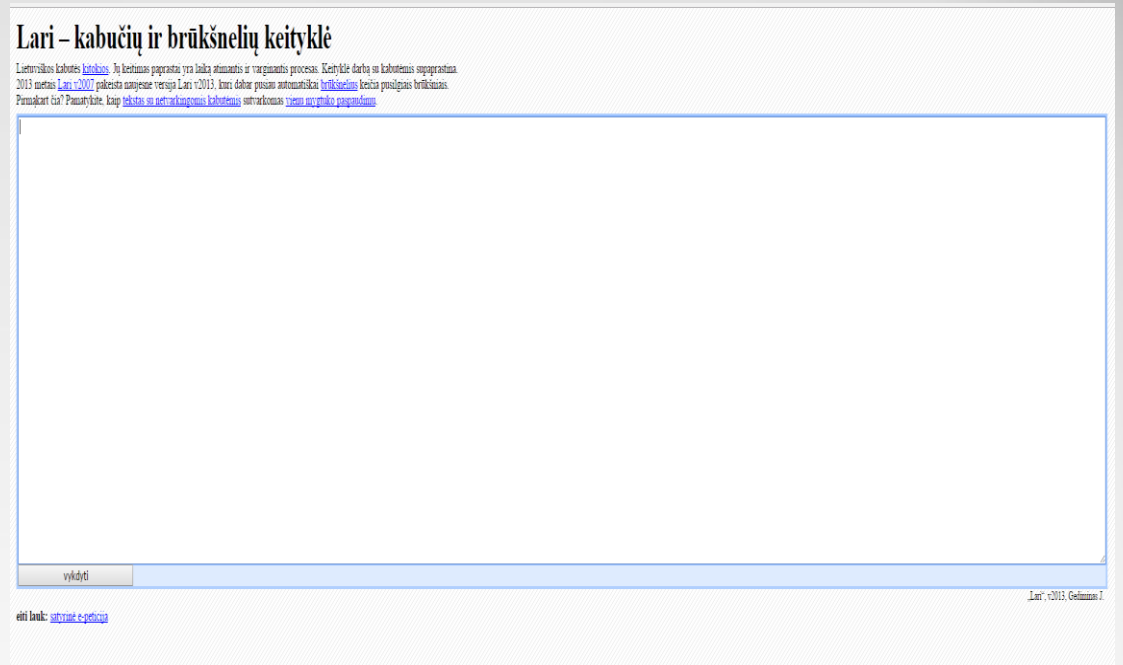 Lari – kabučių ir brūkšnelių keityklė
Lietuviškos kabutės kitokios. Jų keitimas paprastai yra laiką atimantis ir varginantis procesas. Keityklė darbą su kabutėmis supaprastina.
2013 metais Lari v2007 pakeista naujesne versija Lari v2013, kuri dabar pusiau automatiškai brūkšnelius keičia pusilgiais brūkšniais.
Pirmąkart čia? Pamatykite, kaip tekstas su netvarkingomis kabutėmis sutvarkomas vienu mygtuko paspaudimu.
vykdyti
„Lari“, v2013, Gediminas J.
eiti lauk: satyrinė e-peticija